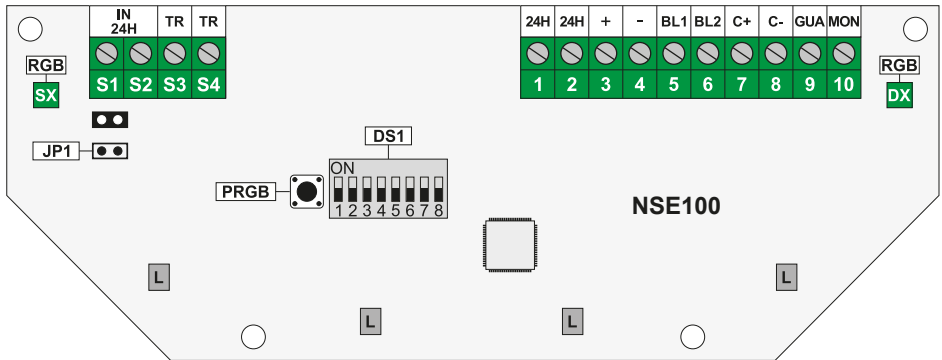 IN
24H TR TR
S1 S2 S3 S4
24H 24H + - BL1 BL2 C+ C- GUA MON
1 2 3 4 5 6 7 8 9 10
RGB
SX
RGB
DX
JP1
DS1
ON
1 2 3 4 5 6 7 8
PRGB
NSE100
L
L
L
L